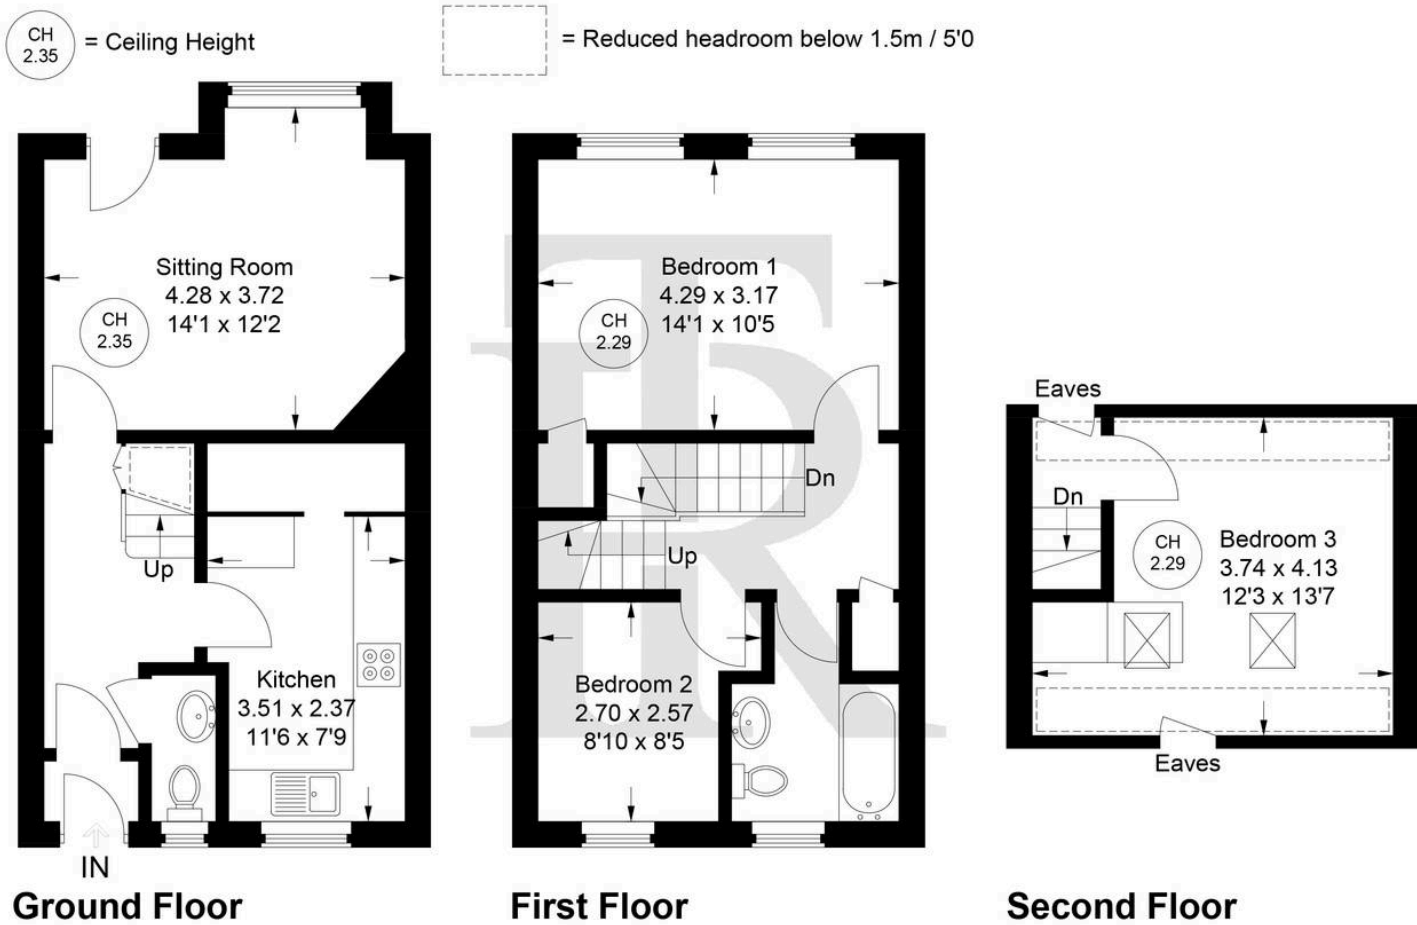 CH
2.35
= Ceiling Height
= Reduced headroom below 1.5m / 5'0
Sitting Room
4.28 x 3.72
14'1 x 12'2
CH
2.35
Up
Kitchen
3.51 x 2.37
11'6 x 7'9
IN
Ground Floor
Bedroom 1
4.29 x 3.17
14'1 x 10'5
CH
2.29
Dn
Up
Bedroom 2
2.70 x 2.57
8'10 x 8'5
First Floor
Eaves
Dn
CH
2.29
Bedroom 3
3.74 x 4.13
12'3 x 13'7
Eaves
Second Floor